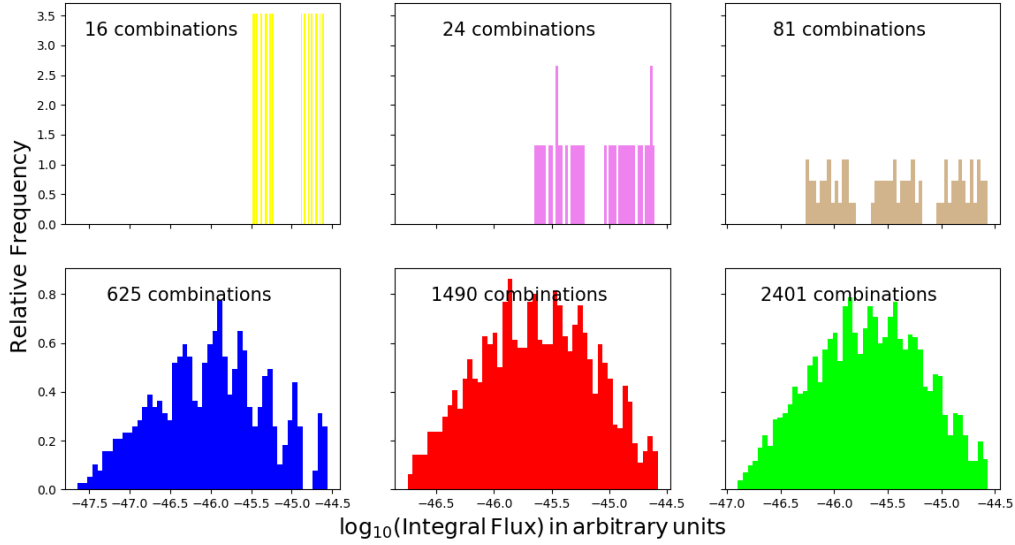 16 combinations
24 combinations
81 combinations
3.5
3.0
2.5
2.0
1.5
1.0
0.5
0.0
Relative Frequency
625 combinations
1490 combinations
2401 combinations
0.8
0.6
0.4
0.2
0.0
−47.5 −47.0 −46.5 −46.0 −45.5 −45.0 −44.5
−46.5 −46.0 −45.5 −45.0 −44.5
−47.0 −46.5 −46.0 −45.5 −45.0 −44.5
log₁₀(Integral Flux) in arbitrary units